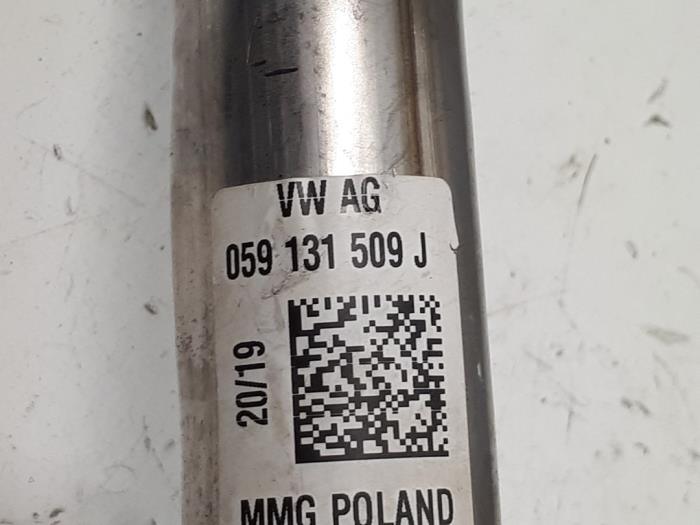 VW AG
059 131 509 J
20/19
MMG POLAND